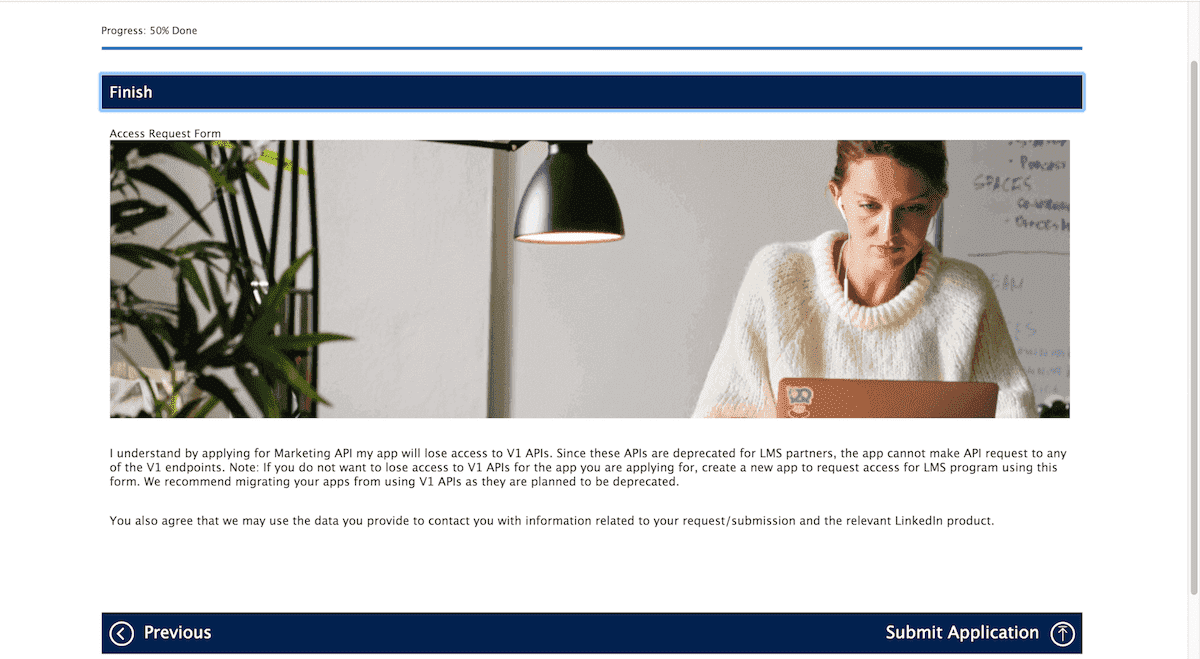 Progress: 50% Done
Finish
Access Request Form
SPACES
I understand by applying for Marketing API my app will lose access to V1 APIs. Since these APIs are deprecated for LMS partners, the app cannot make API request to any
of the V1 endpoints. Note: If you do not want to lose access to V1 APIs for the app you are applying for, create a new app to request access for LMS program using this
form. We recommend migrating your apps from using V1 APIs as they are planned to be deprecated.
You also agree that we may use the data you provide to contact you with information related to your request/submission and the relevant LinkedIn product.
Previous
Submit Application